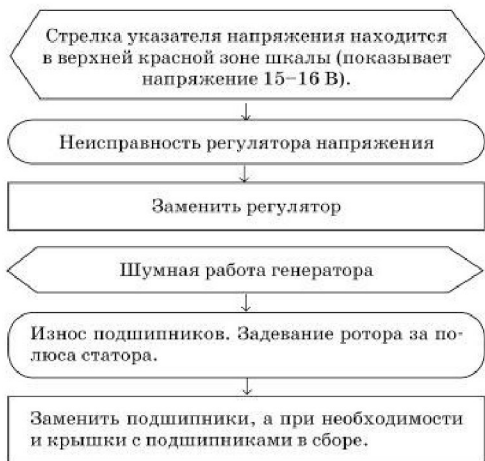 Стрелка указателя напряжения находится
в верхней красной зоне шкалы (показывает
напряжение 15–16 В).
Неисправность регулятора напряжения
Заменить регулятор
Шумная работа генератора
Износ подшипников. Задевание ротора за по-
люса статора.
Заменить подшипники, а при необходимости
и крышки с подшипниками в сборе.